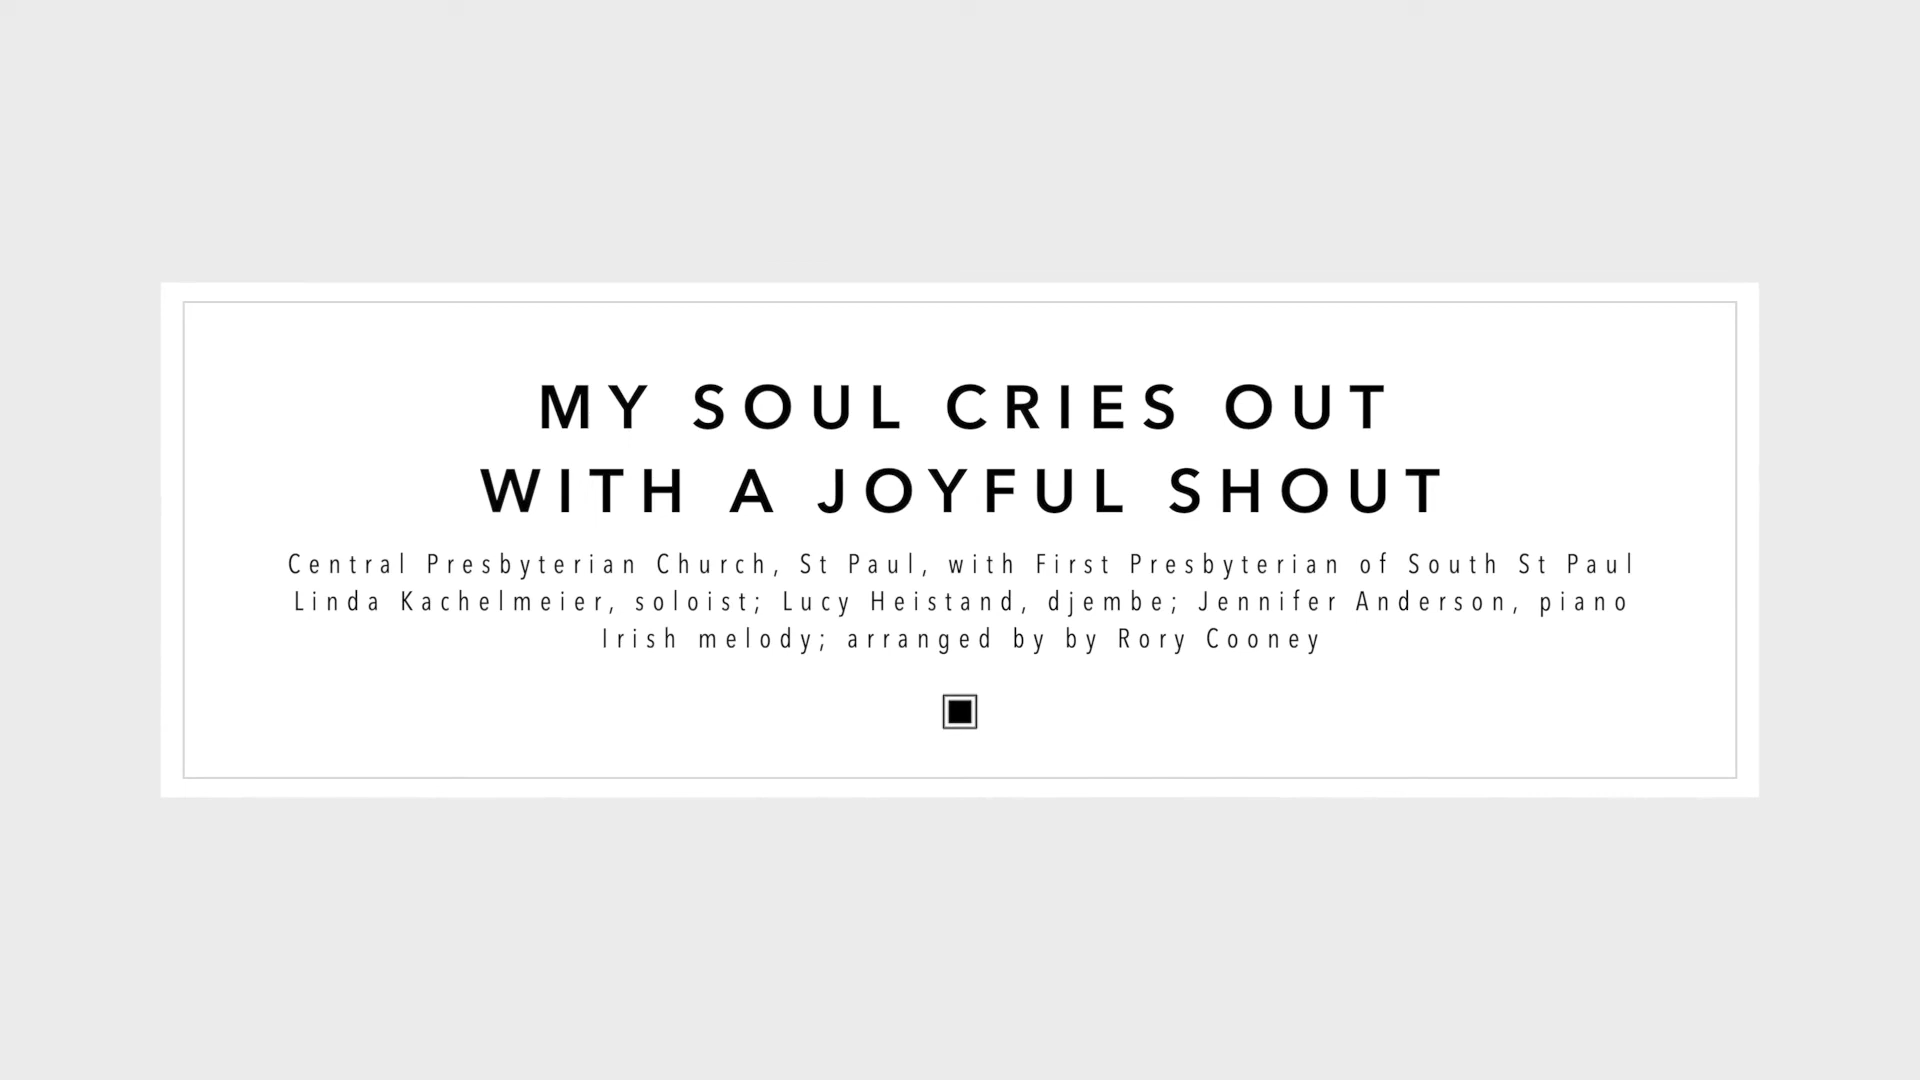 MY SOUL CRIES OUT
WITH A JOYFUL SHOUT
Central Presbyterian Church, St Paul, with First Presbyterian of South St Paul
Linda Kachelmeier, soloist; Lucy Heistand, djembe; Jennifer Anderson, piano
Irish melody; arranged by by Rory Cooney